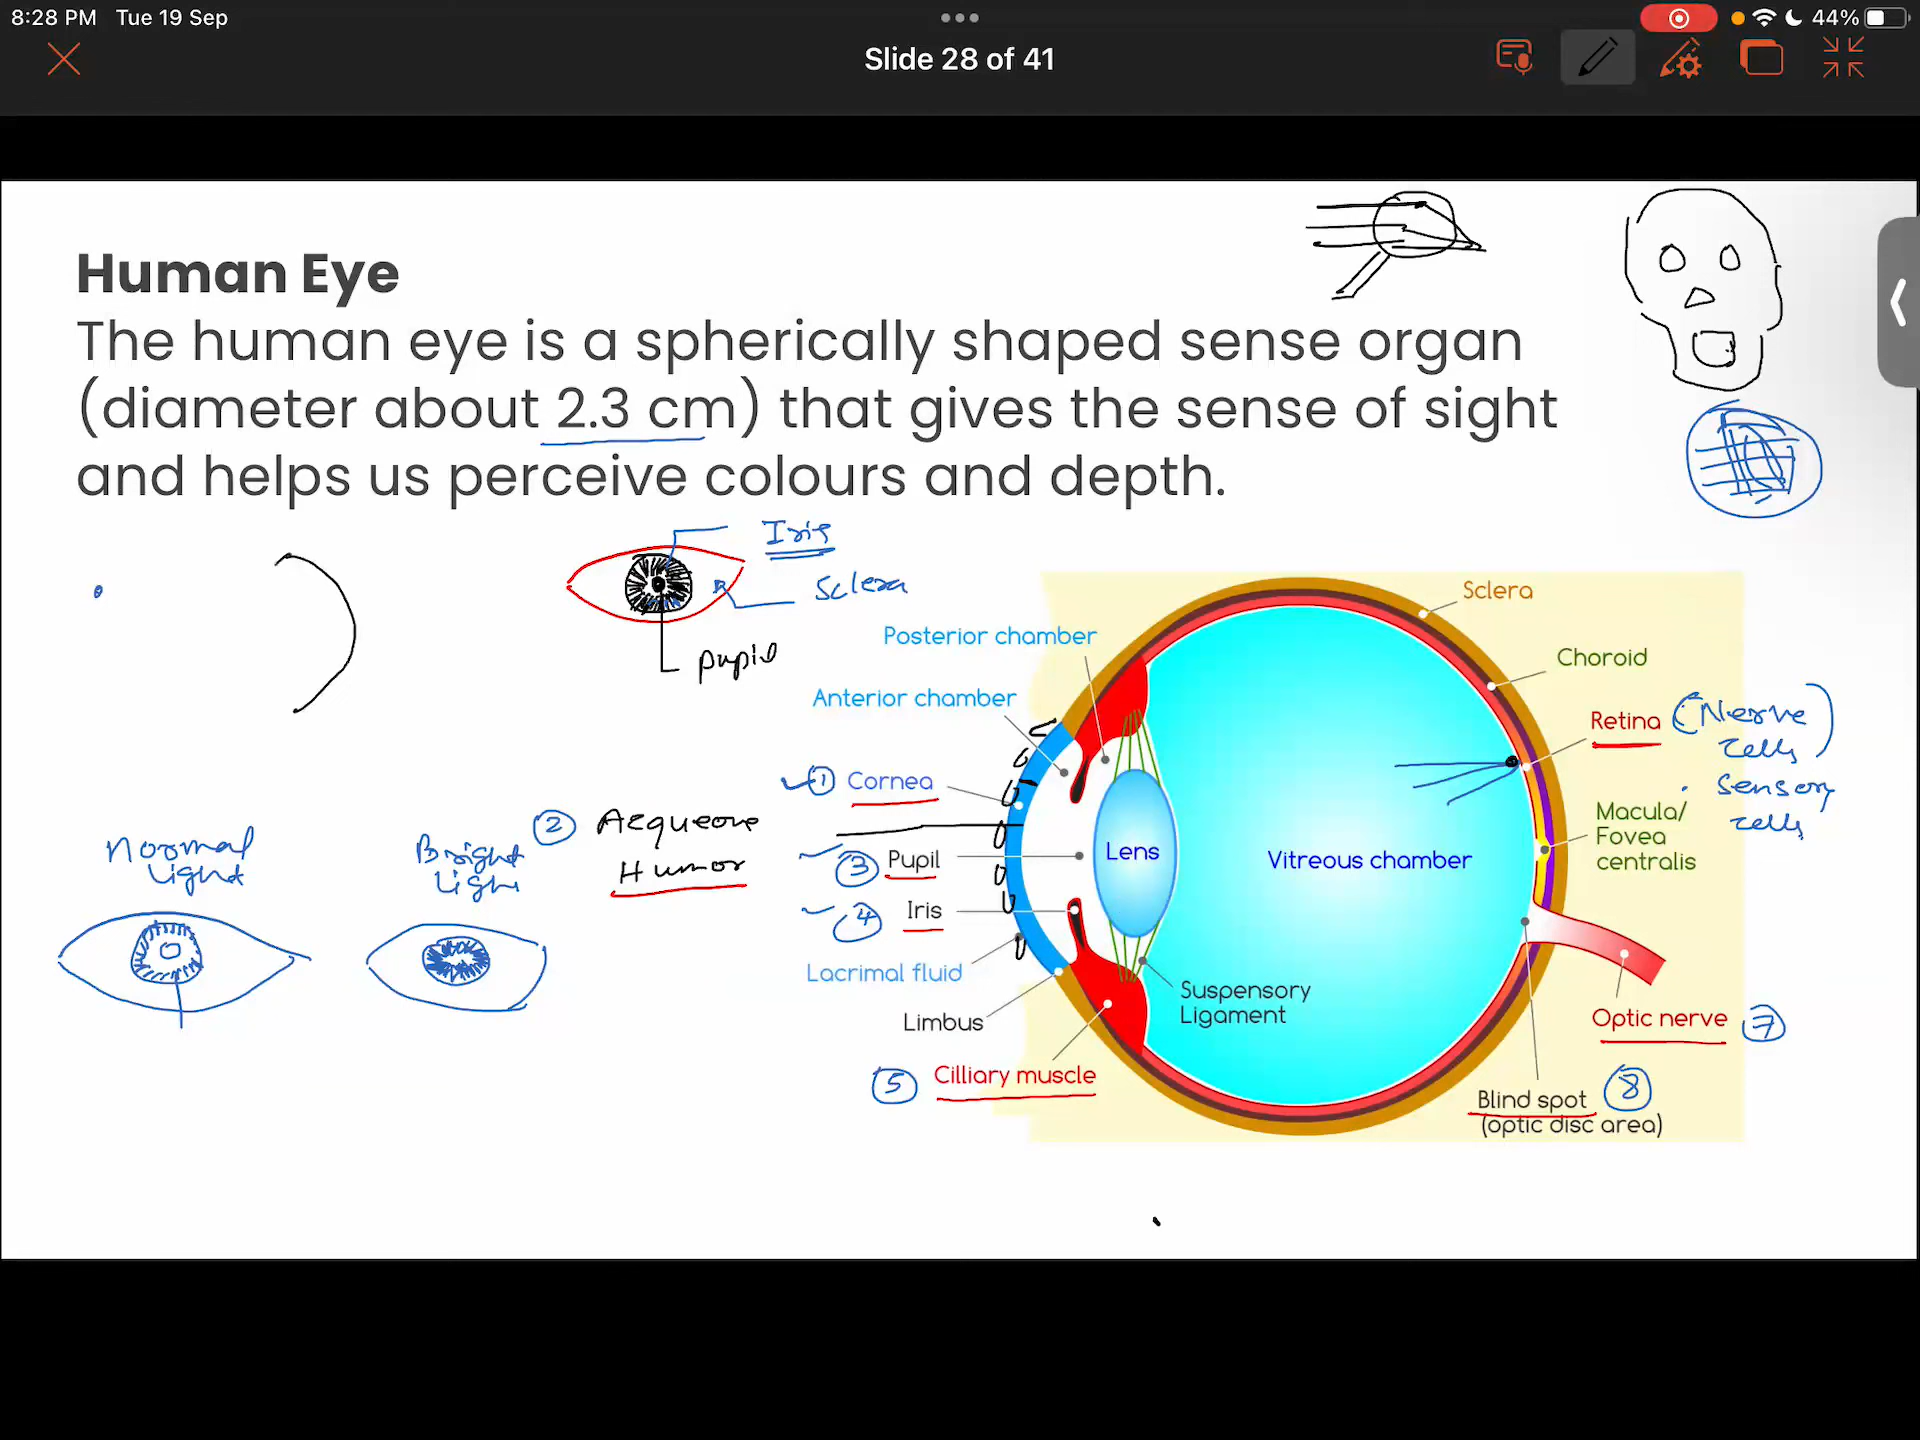 8:28 PM Tue 19 Sep
44%
Slide 28 of 41
Human Eye
The human eye is a spherically shaped sense organ
(diameter about 2.3 cm) that gives the sense of sight
and helps us perceive colours and depth.
Iris
Sclera
Pupil
Sclera
Posterior chamber
Choroid
Anterior chamber
Retina (Nerve
cells)
Sensory
cells
1 Cornea
Macula/
Fovea
centralis
2 Aequeone
Humor
Normal
Light
Bright
Light
3 Pupil
Lens
Vitreous chamber
4 Iris
Lacrimal fluid
Suspensory
Ligament
Limbus
Optic nerve 7
5 Cilliary muscle
Blind spot 8
(optic disc area)